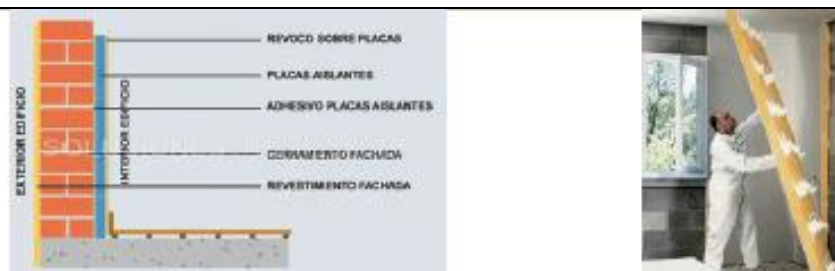 REVOCO SOBRE PLACAS
PLACAS AISLANTES
ADHESIVO PLACAS AISLANTES
CERRAMIENTO FACHADA
REVESTIMIENTO FACHADA
EXTERIOR EDIFICIO
INTERIOR EDIFICIO